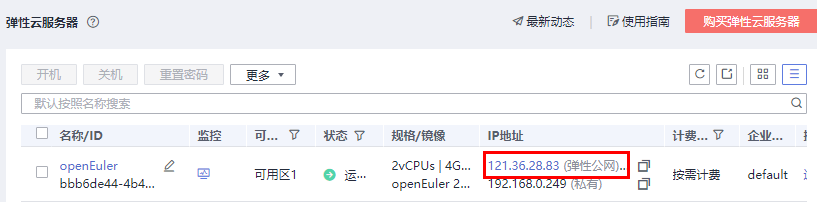 弹性云服务器 最新动态 使用指南 购买弹性云服务器
开机 关机 重置密码 更多
默认按照名称搜索
名称/ID 监控 可... 状态 规格/镜像 IP地址 计费... 企业...
openEuler 2vCPUs | 4G... 121.36.28.83 (弹性公网)...
可用区1 运... 按需计费 default
bbb6de44-4b4... openEuler 2... 192.168.0.249 (私有)